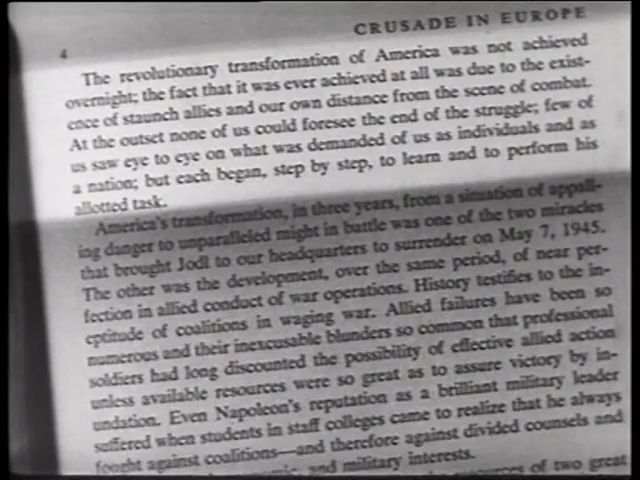 CRUSADE IN EUROPE
4
The revolutionary transformation of America was not achieved
overnight; the fact that it was ever achieved at all was due to the exist-
ence of staunch allies and our own distance from the scene of combat.
At the outset none of us could foresee the end of the struggle; few of
us saw eye to eye on what was demanded of us as individuals and as
a nation; but each began, step by step, to learn and to perform his
allotted task.
America's transformation, in three years, from a situation of appall-
ing danger to unparalleled might in battle was one of the two miracles
that brought Jodl to our headquarters to surrender on May 7, 1945.
The other was the development, over the same period, of near per-
fection in allied conduct of war operations. History testifies to the in-
eptitude of coalitions in waging war. Allied failures have been so
numerous and their inexcusable blunders so common that professional
soldiers had long discounted the possibility of effective allied action
unless available resources were so great as to assure victory by in-
undation. Even Napoleon's reputation as a brilliant military leader
suffered when students in staff colleges came to realize that he always
fought against coalitions—and therefore against divided counsels and
and military interests.
of two great